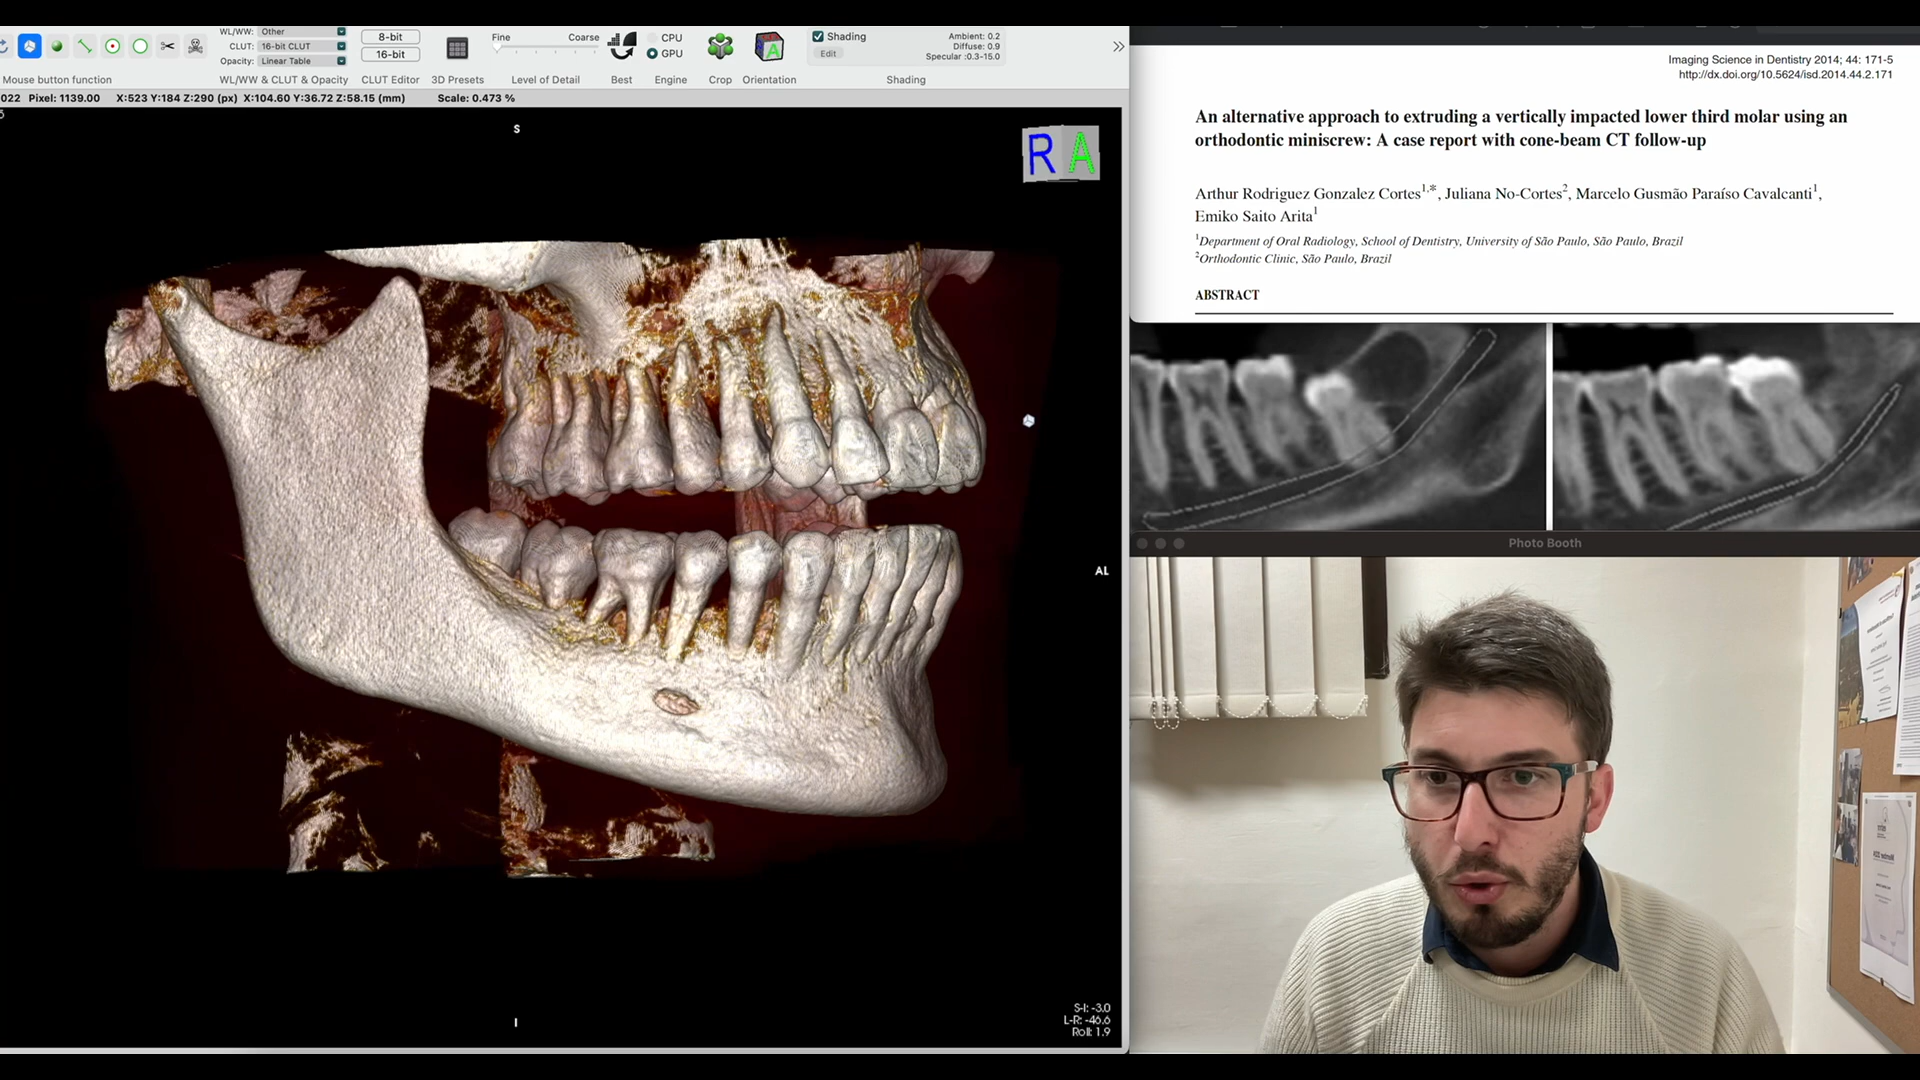 WL/WW: Other
CLUT: 16-bit CLUT
Opacity: Linear Table
8-bit
16-bit
Fine Coarse
CPU
GPU
Shading
Edit
Ambient: 0.2
Diffuse: 0.9
Specular :0.3-15.0
Mouse button function
WL/WW & CLUT & Opacity
CLUT Editor
3D Presets
Level of Detail
Best
Engine
Crop
Orientation
Shading
022 Pixel: 1139.00 X:523 Y:184 Z:290 (px) X:104.60 Y:36.72 Z:58.15 (mm) Scale: 0.473 %
S
R A
AL
I
S-I: -3.0
L-R: -46.6
Roll: 1.9
Imaging Science in Dentistry 2014; 44: 171-5
http://dx.doi.org/10.5624/isd.2014.44.2.171
An alternative approach to extruding a vertically impacted lower third molar using an
orthodontic miniscrew: A case report with cone-beam CT follow-up
Arthur Rodriguez Gonzalez Cortes1,*, Juliana No-Cortes2, Marcelo Gusmão Paraíso Cavalcanti1,
Emiko Saito Arita1
1Department of Oral Radiology, School of Dentistry, University of São Paulo, São Paulo, Brazil
2Orthodontic Clinic, São Paulo, Brazil
ABSTRACT
Photo Booth